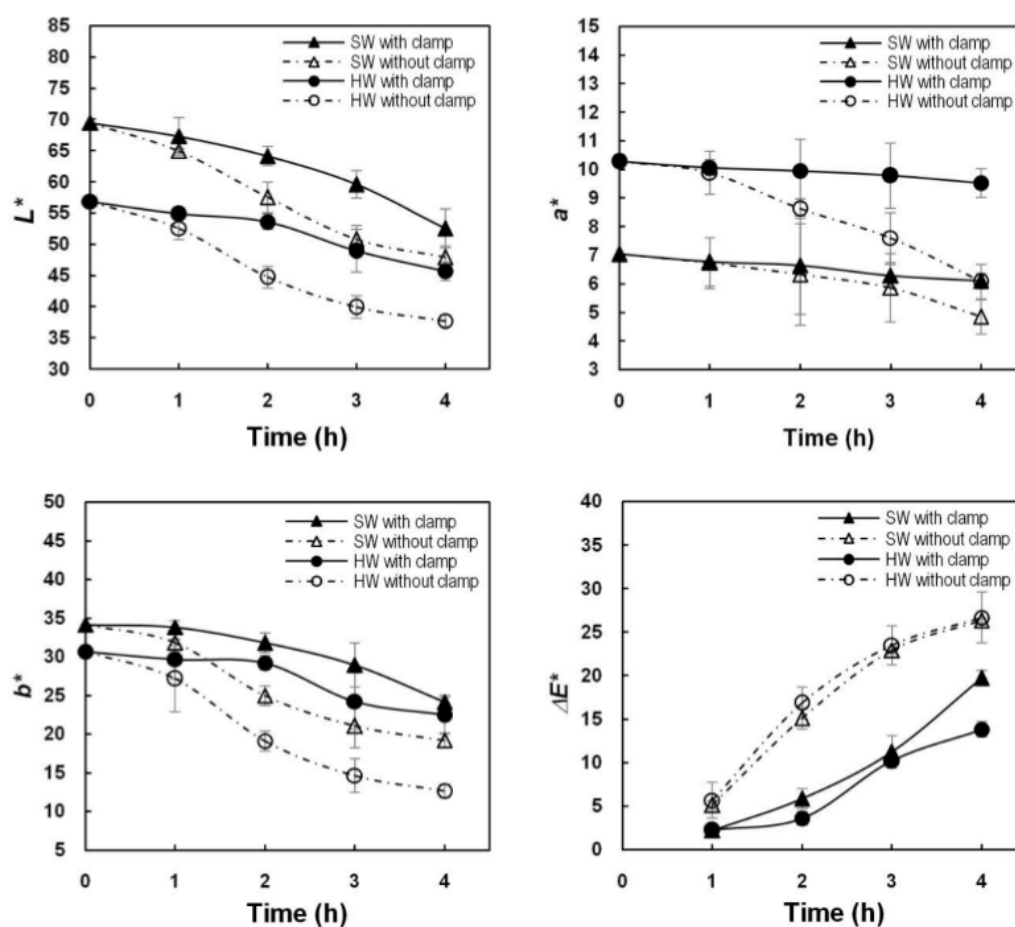 85
80
75
70
65
60
55
50
45
40
35
30
L*
SW with clamp
SW without clamp
HW with clamp
HW without clamp
0 1 2 3 4
Time (h)
15
14
13
12
11
10
9
8
7
6
5
4
3
a*
SW with clamp
SW without clamp
HW with clamp
HW without clamp
0 1 2 3 4
Time (h)
50
45
40
35
30
25
20
15
10
5
b*
SW with clamp
SW without clamp
HW with clamp
HW without clamp
0 1 2 3 4
Time (h)
40
35
30
25
20
15
10
5
0
ΔE*
SW with clamp
SW without clamp
HW with clamp
HW without clamp
0 1 2 3 4
Time (h)